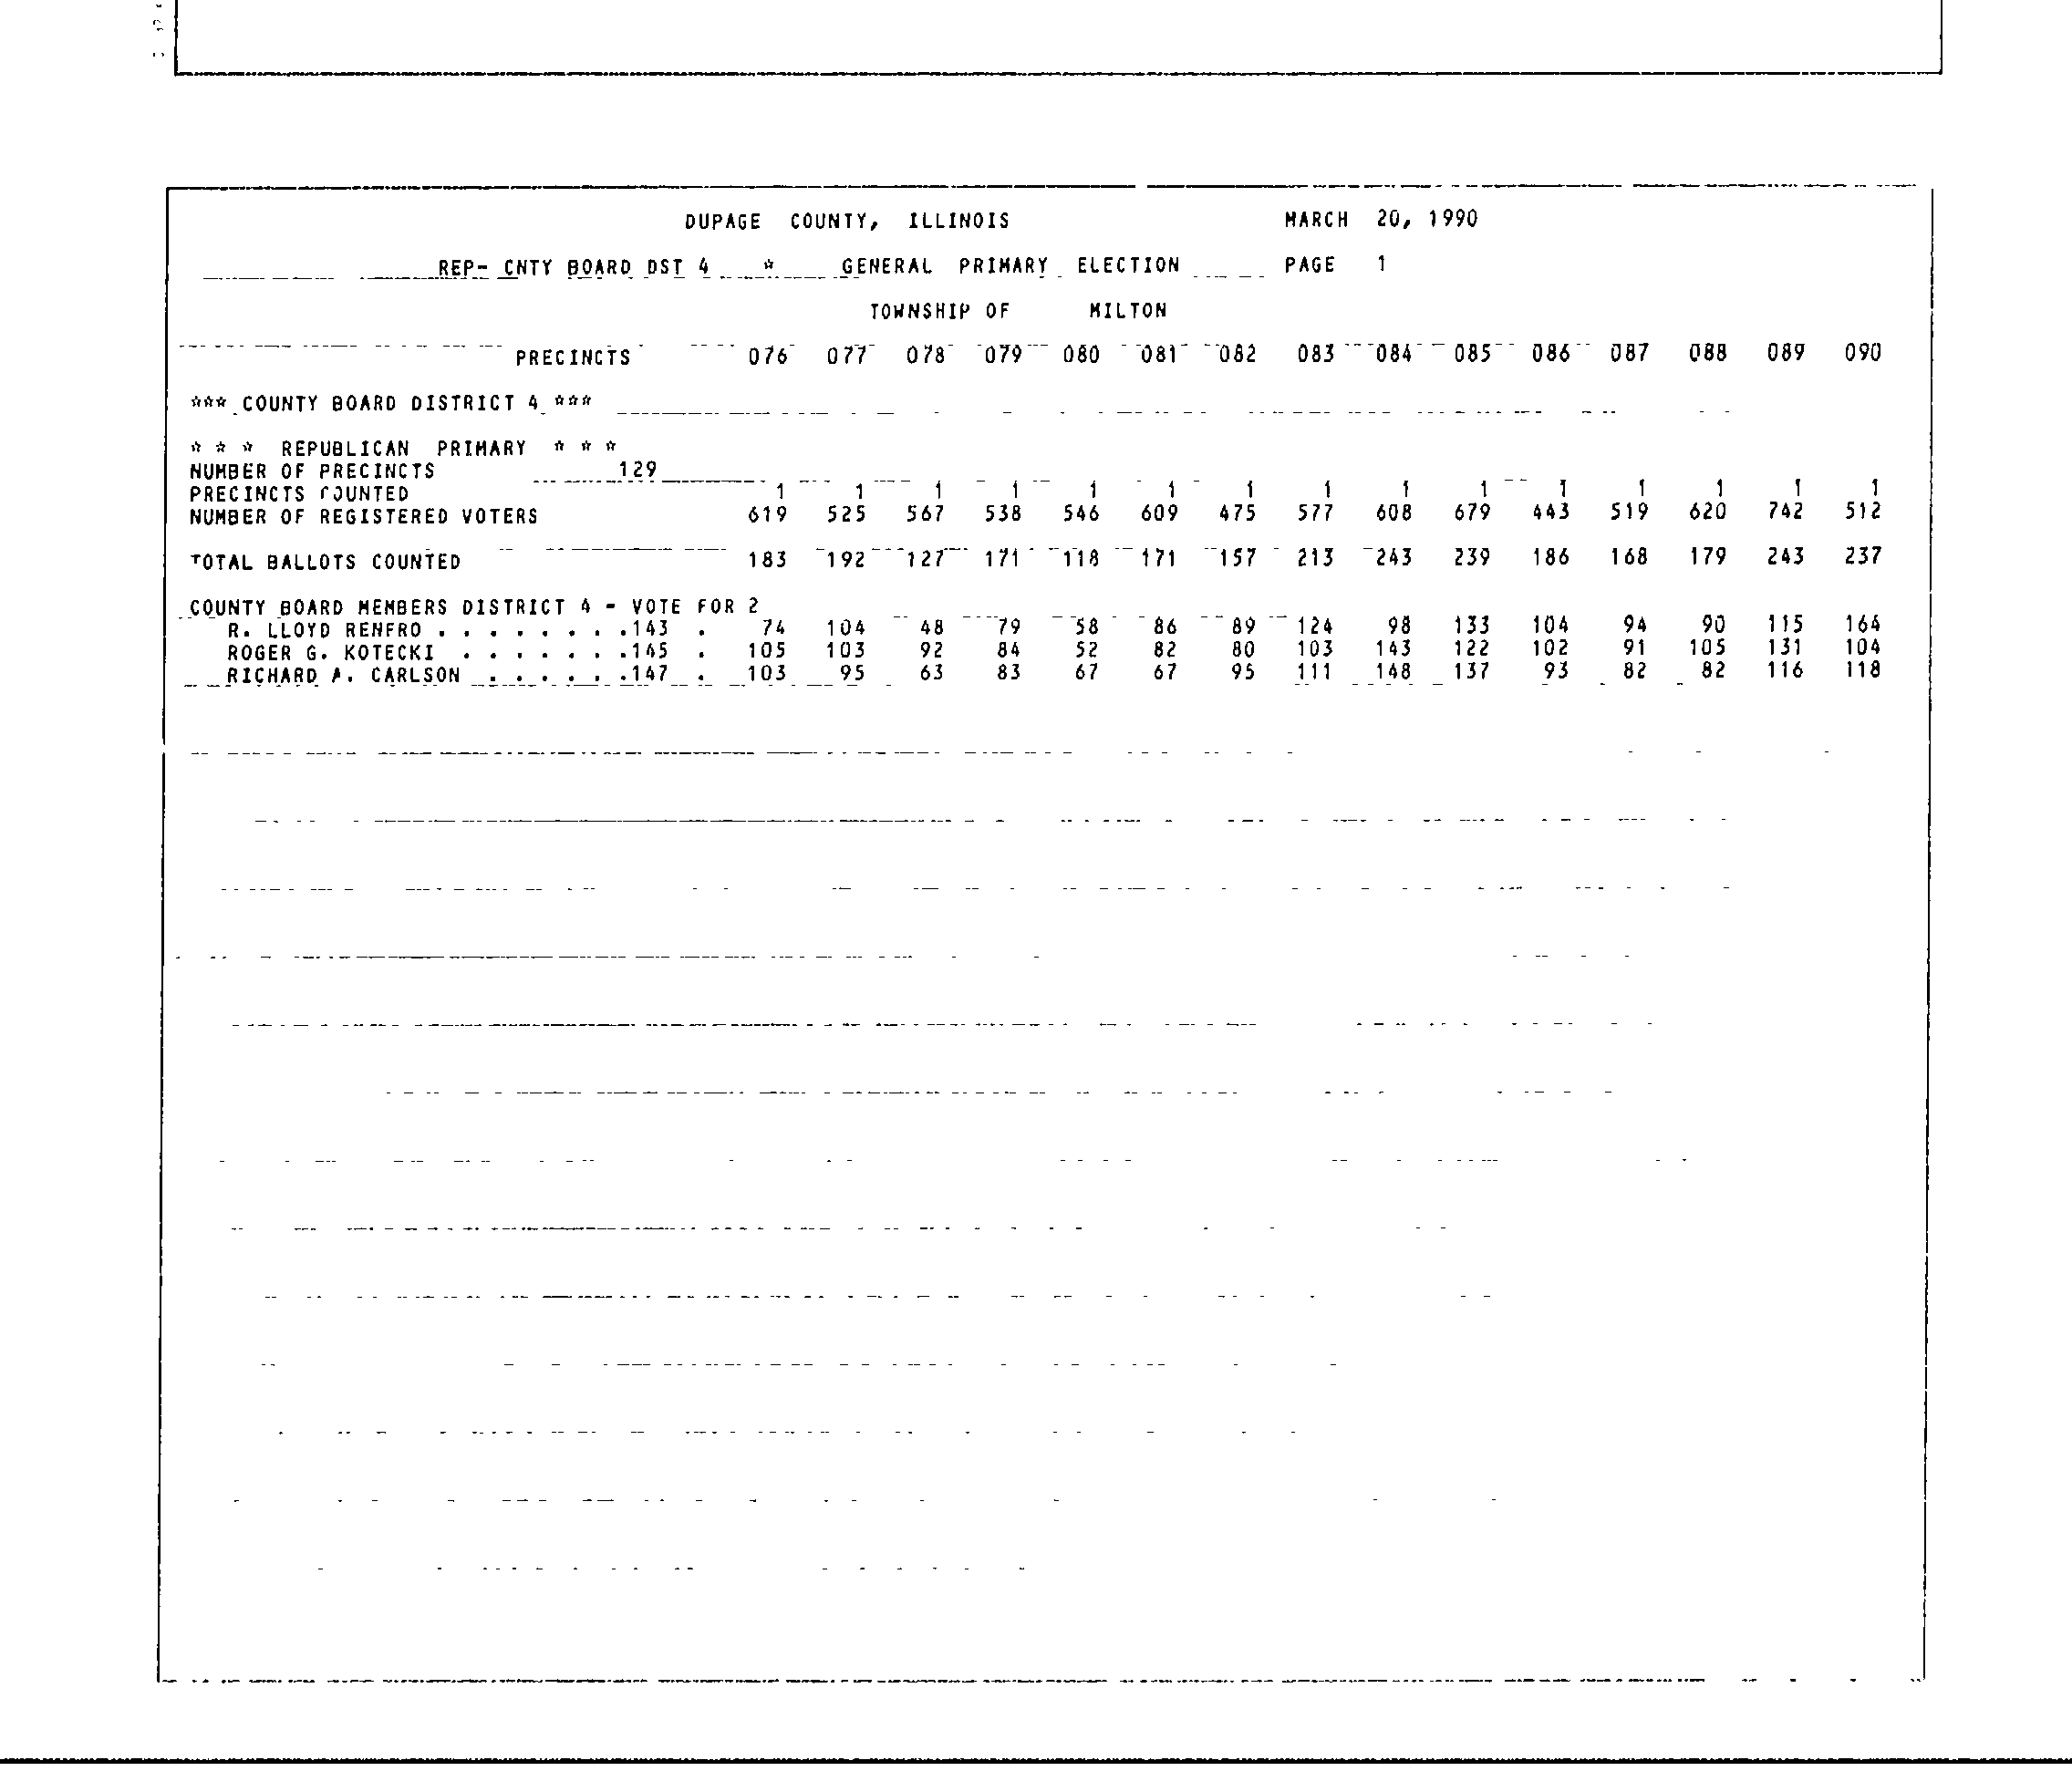 DUPAGE COUNTY, ILLINOIS MARCH 20, 1990
REP- CNTY BOARD DST 4 * GENERAL PRIMARY ELECTION PAGE 1
TOWNSHIP OF MILTON
PRECINCTS 076 077 078 079 080 081 082 083 084 085 086 087 088 089 090
*** COUNTY BOARD DISTRICT 4 ***
* * * REPUBLICAN PRIMARY * * *
NUMBER OF PRECINCTS 129
PRECINCTS COUNTED 1 1 1 1 1 1 1 1 1 1 1 1 1 1 1
NUMBER OF REGISTERED VOTERS 619 525 567 538 546 609 475 577 608 679 443 519 620 742 512
TOTAL BALLOTS COUNTED 183 192 127 171 118 171 157 213 243 239 186 168 179 243 237
COUNTY BOARD MEMBERS DISTRICT 4 - VOTE FOR 2
R. LLOYD RENFRO . . . . . . . . .143 . 74 104 48 79 58 86 89 124 98 133 104 94 90 115 164
ROGER G. KOTECKI . . . . . . .145 . 105 103 92 84 52 82 80 103 143 122 102 91 105 131 104
RICHARD A. CARLSON . . . . . .147 . 103 95 63 83 67 67 95 111 148 137 93 82 82 116 118